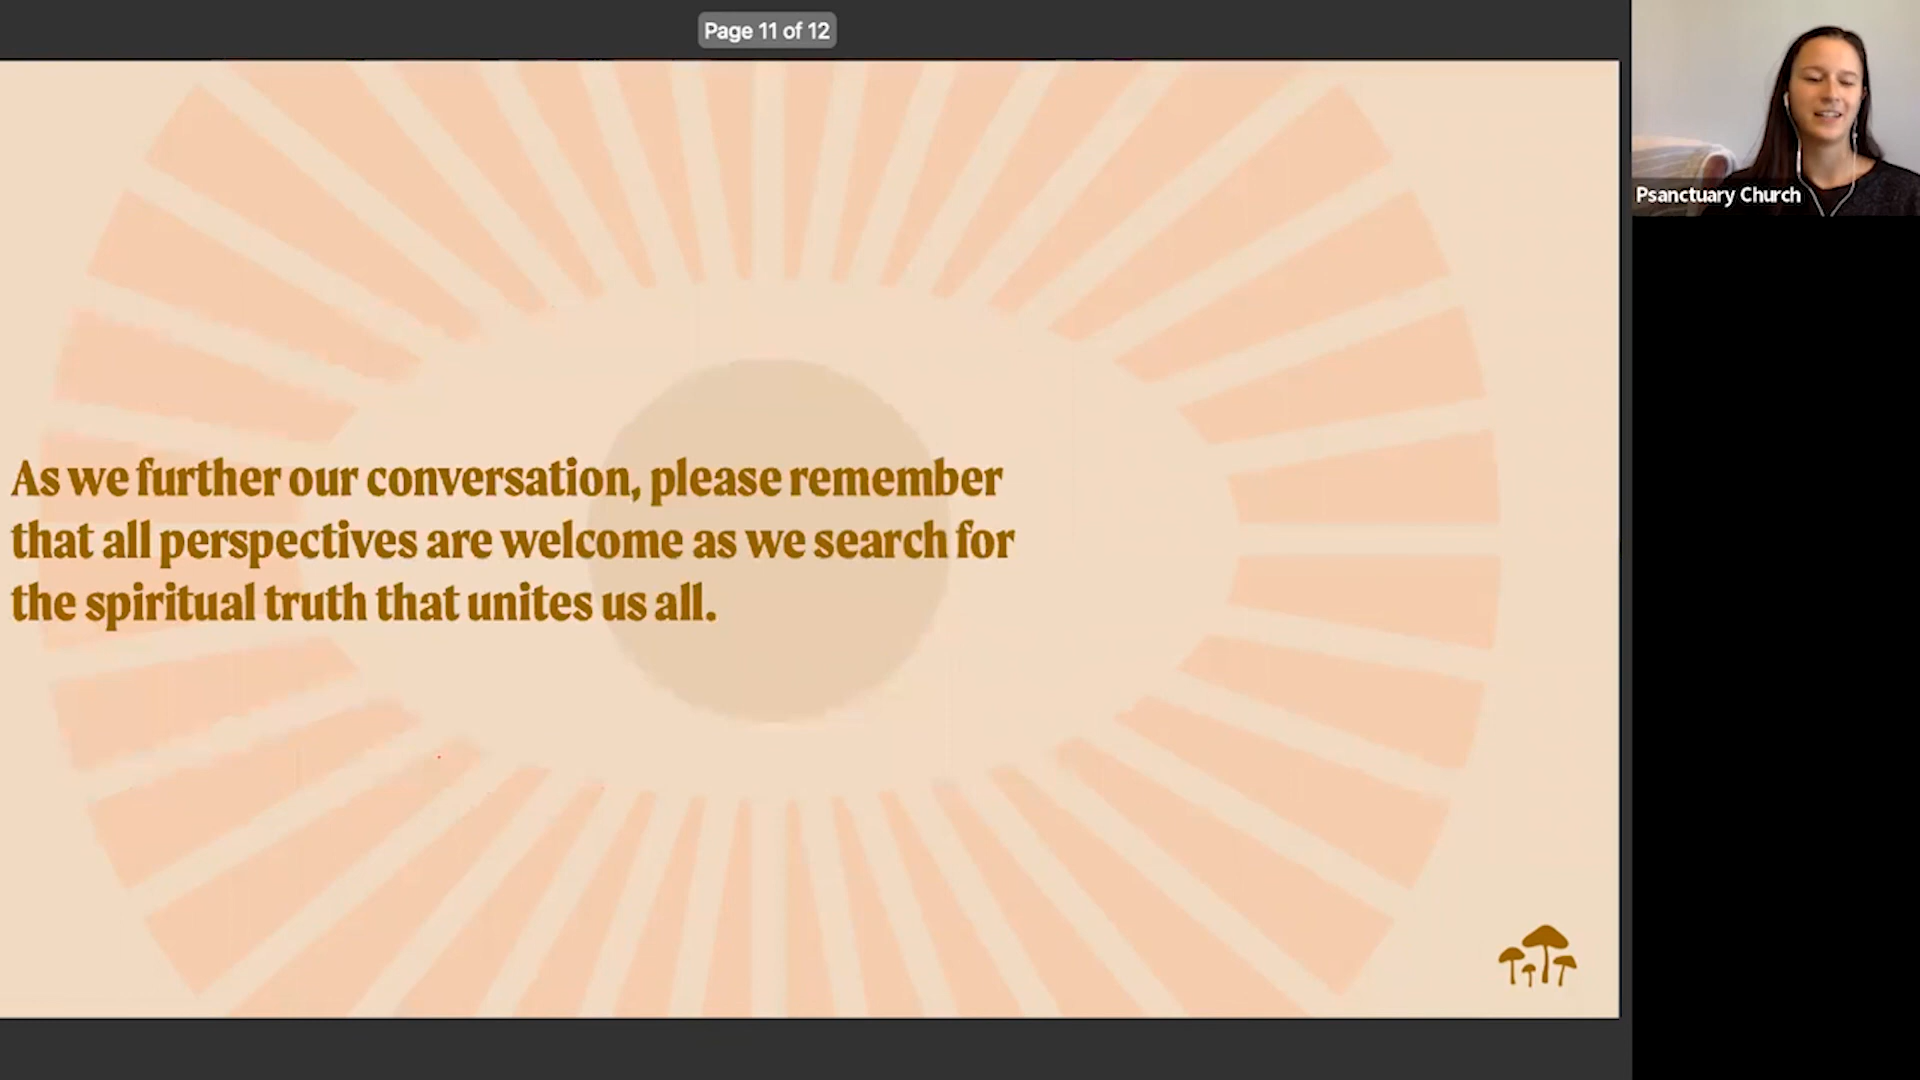 Page 11 of 12
As we further our conversation, please remember
that all perspectives are welcome as we search for
the spiritual truth that unites us all.
Psanctuary Church